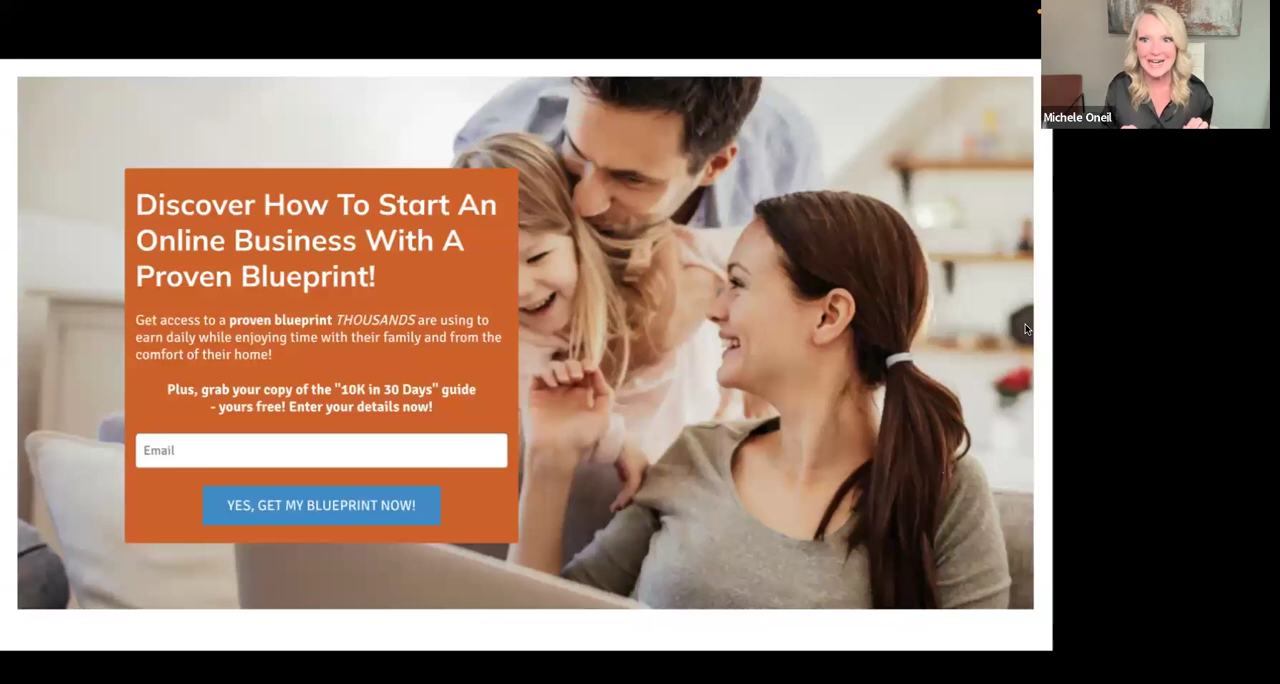 Michele Oneil
Discover How To Start An
Online Business With A
Proven Blueprint!
Get access to a proven blueprint THOUSANDS are using to
earn daily while enjoying time with their family and from the
comfort of their home!
Plus, grab your copy of the "10K in 30 Days" guide
- yours free! Enter your details now!
Email
YES, GET MY BLUEPRINT NOW!